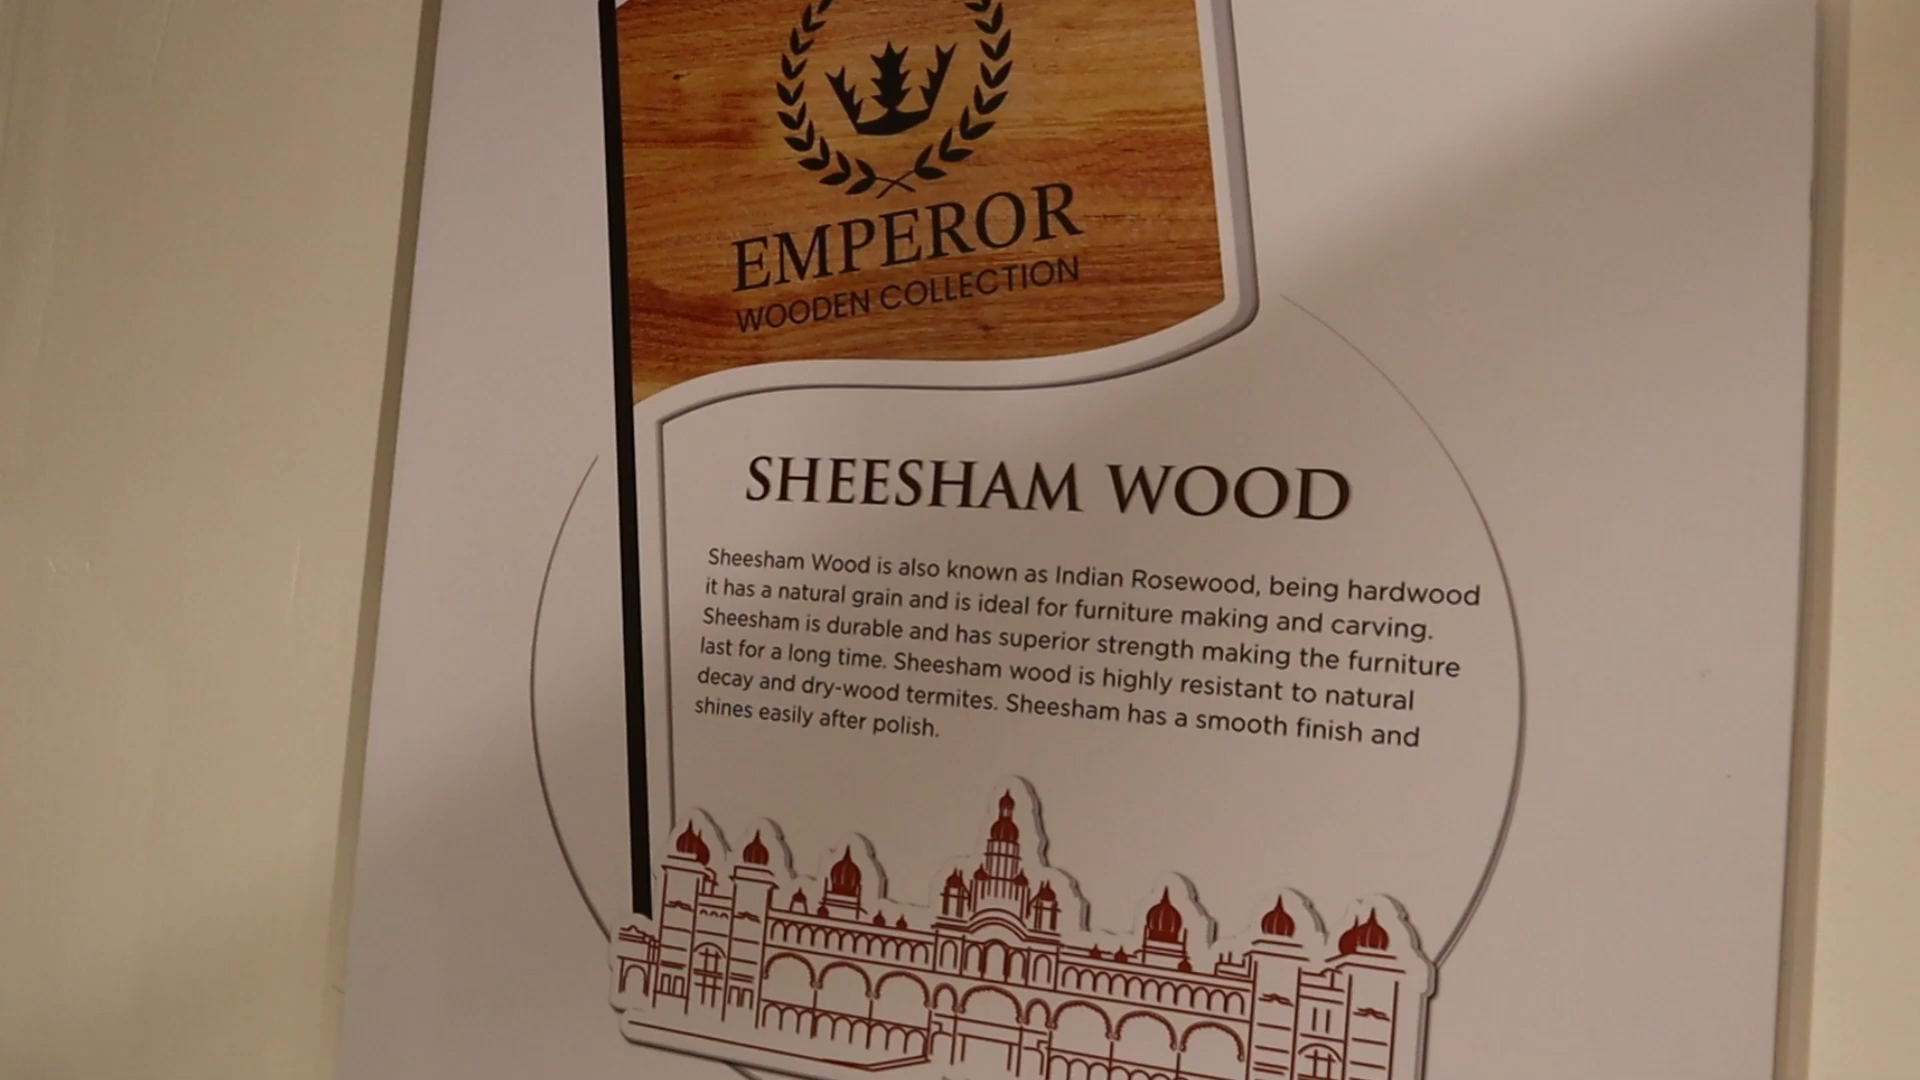 EMPEROR
WOODEN COLLECTION
SHEESHAM WOOD
Sheesham Wood is also known as Indian Rosewood, being hardwood
it has a natural grain and is ideal for furniture making and carving.
Sheesham is durable and has superior strength making the furniture
last for a long time. Sheesham wood is highly resistant to natural
decay and dry-wood termites. Sheesham has a smooth finish and
shines easily after polish.